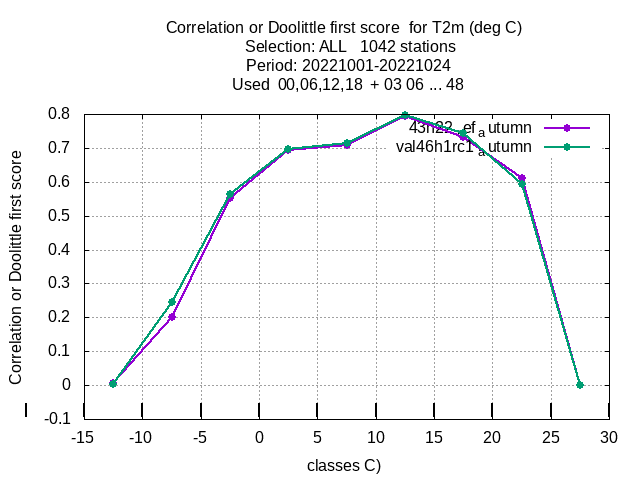 Correlation or Doolittle first score for T2m (deg C)
Selection: ALL 1042 stations
Period: 20221001-20221024
Used 00,06,12,18 + 03 06 ... 48
Correlation or Doolittle first score
0.8
0.7
0.6
0.5
0.4
0.3
0.2
0.1
0
-0.1
val46h1rc1 autumn
-15 -10 -5 0 5 10 15 20 25 30
classes C)